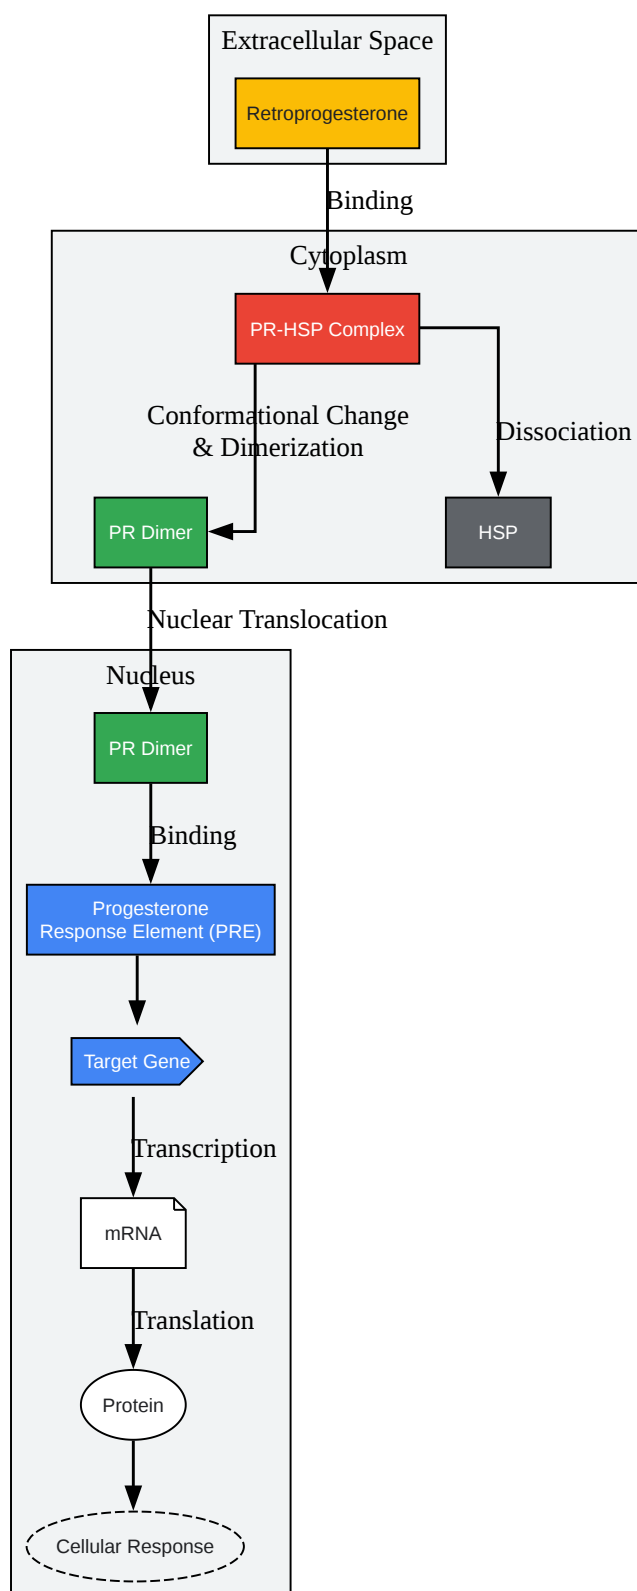 Extracellular Space
Retroprogesterone
Binding
Cytoplasm
PR-HSP Complex
Conformational Change
& Dimerization
Dissociation
PR Dimer
HSP
Nuclear Translocation
Nucleus
PR Dimer
Binding
Progesterone
Response Element (PRE)
Target Gene
Transcription
mRNA
Translation
Protein
Cellular Response